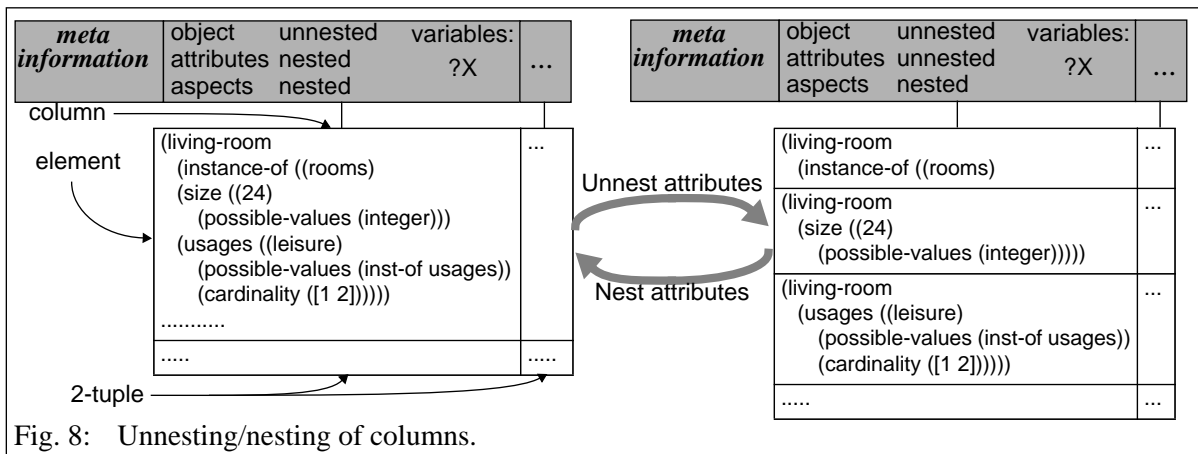 meta information
object unnested
attributes nested
aspects nested
variables:
?X
...
column
element
(living-room
(instance-of ((rooms)
(size ((24)
(possible-values (integer)))
(usages ((leisure)
(possible-values (inst-of usages))
(cardinality ([1 2]))))))
...........
...
.....
.....
2-tuple
Unnest attributes
Nest attributes
meta information
object unnested
attributes unnested
aspects nested
variables:
?X
...
(living-room
(instance-of ((rooms)
...
(living-room
(size ((24)
(possible-values (integer)))))
...
(living-room
(usages ((leisure)
(possible-values (inst-of usages))
(cardinality ([1 2]))))))
...
.....
...
Fig. 8: Unnesting/nesting of columns.